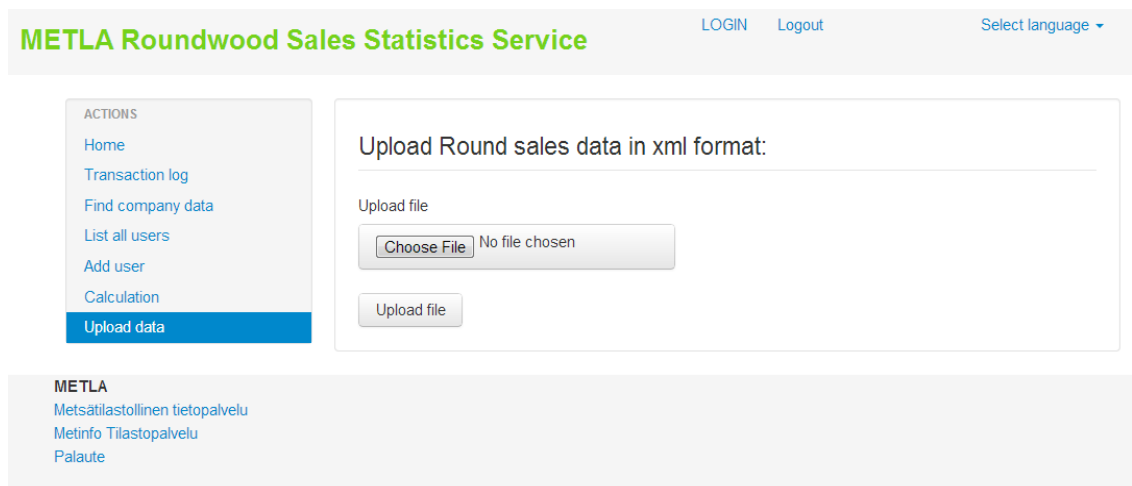 METLA Roundwood Sales Statistics Service
LOGIN Logout Select language
ACTIONS
Home
Transaction log
Find company data
List all users
Add user
Calculation
Upload data
Upload Round sales data in xml format:
Upload file
Choose File No file chosen
Upload file
METLA
Metsätilastollinen tietopalvelu
Metinfo Tilastopalvelu
Palaute